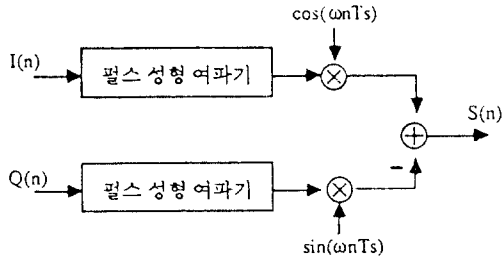 cos(ωnTs)
I(n)
펄스 성형 여파기
S(n)
Q(n)
펄스 성형 여파기
sin(ωnTs)